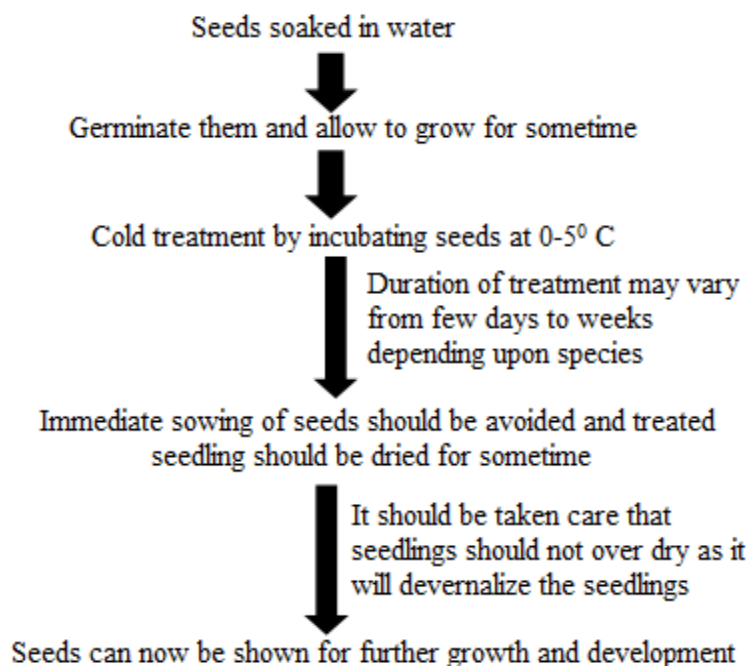 Seeds soaked in water
Germinate them and allow to grow for sometime
Cold treatment by incubating seeds at 0-5⁰ C
Duration of treatment may vary
from few days to weeks
depending upon species
Immediate sowing of seeds should be avoided and treated
seedling should be dried for sometime
It should be taken care that
seedlings should not over dry as it
will devernalize the seedlings
Seeds can now be shown for further growth and development